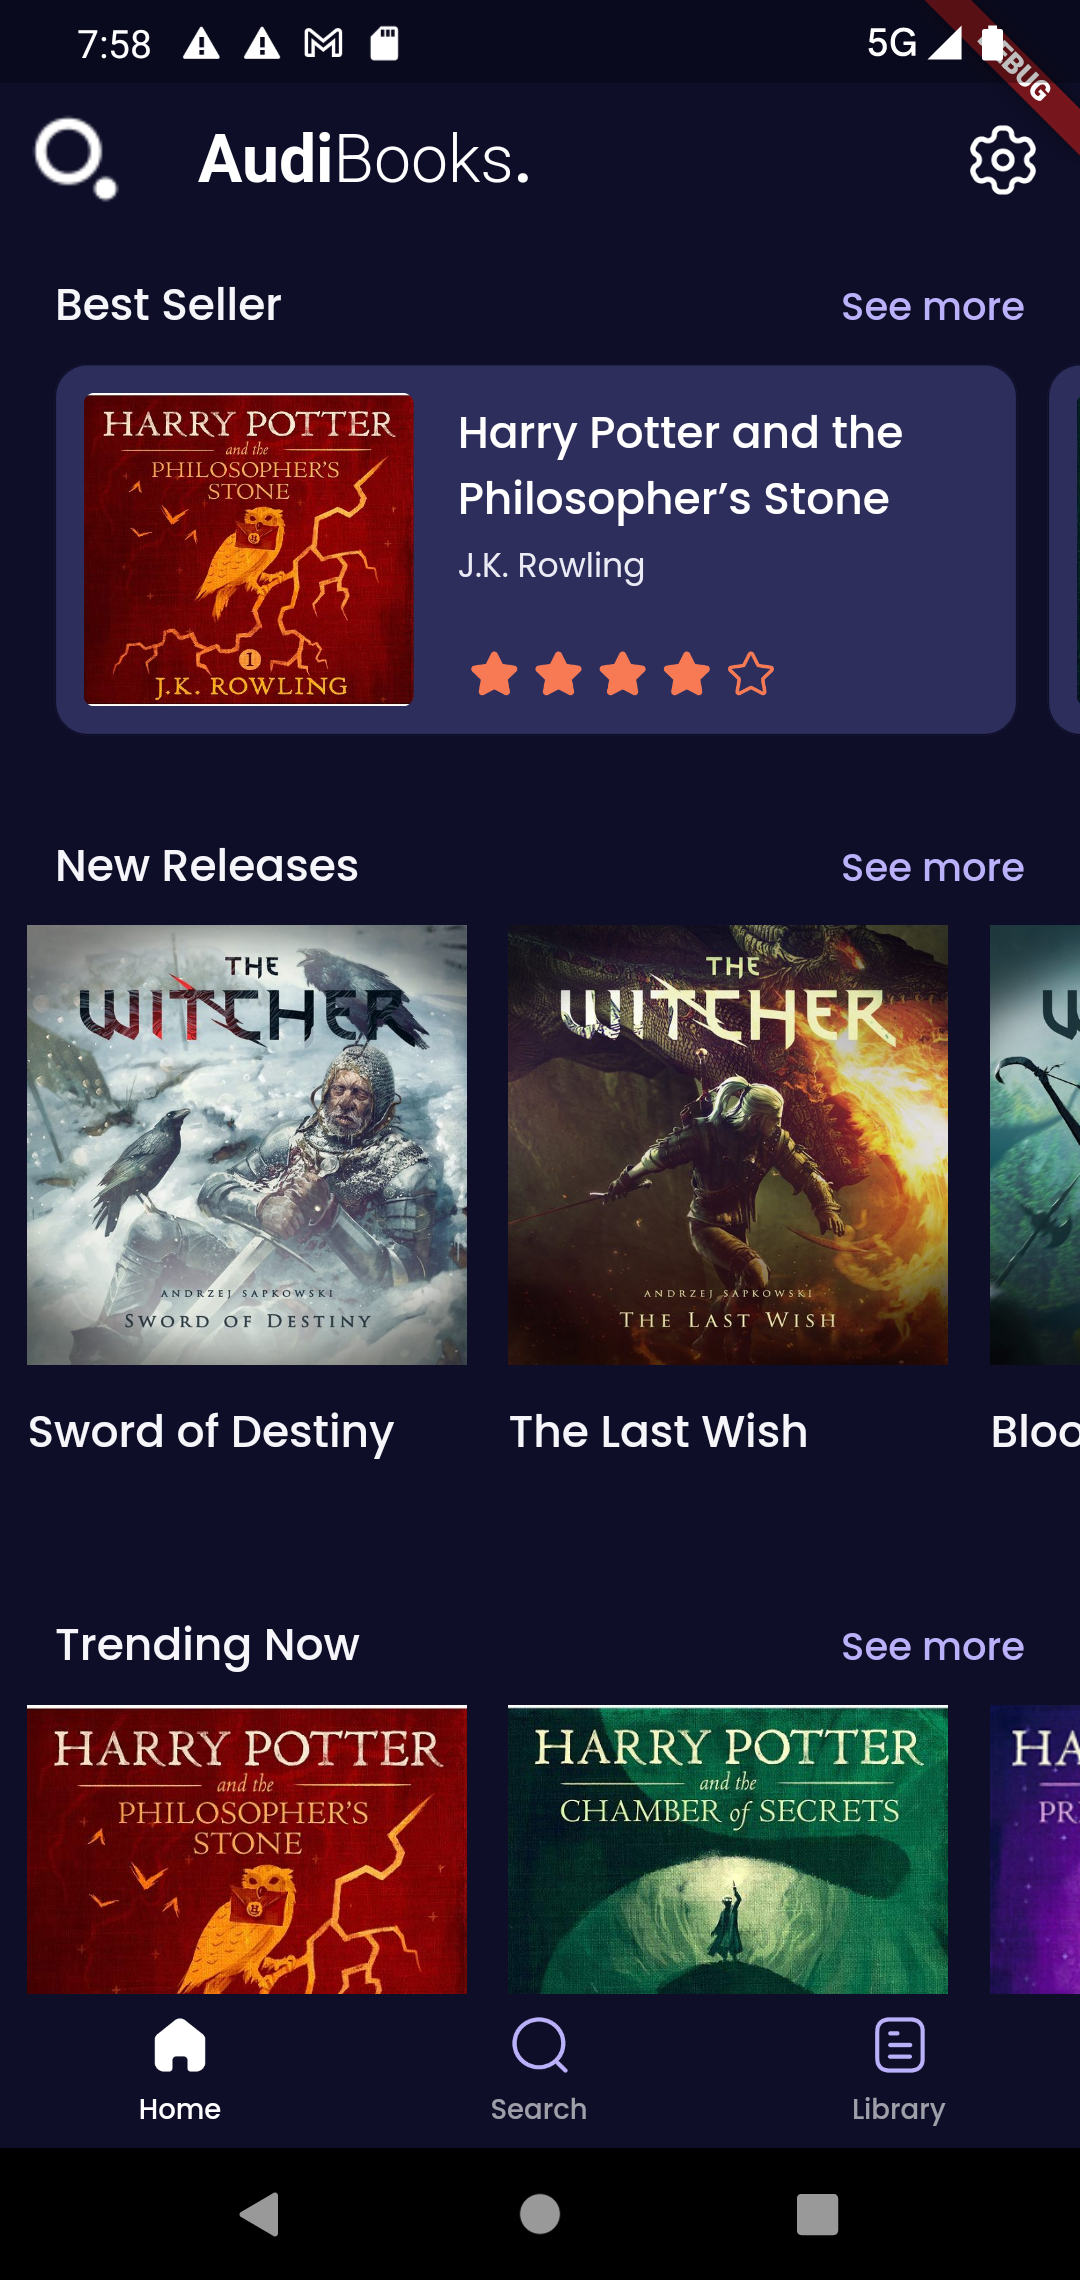 7:58
5G
AudiBooks.
Best Seller
See more
HARRY POTTER
and the
PHILOSOPHER'S
STONE
1
J.K. ROWLING
Harry Potter and the
Philosopher’s Stone
J.K. Rowling
New Releases
See more
THE
WITCHER
ANDRZEJ SAPKOWSKI
SWORD OF DESTINY
THE
WITCHER
ANDRZEJ SAPKOWSKI
THE LAST WISH
W
Sword of Destiny
The Last Wish
Bloo
Trending Now
See more
HARRY POTTER
and the
PHILOSOPHER'S
STONE
HARRY POTTER
and the
CHAMBER of SECRETS
HA
PR
Home
Search
Library